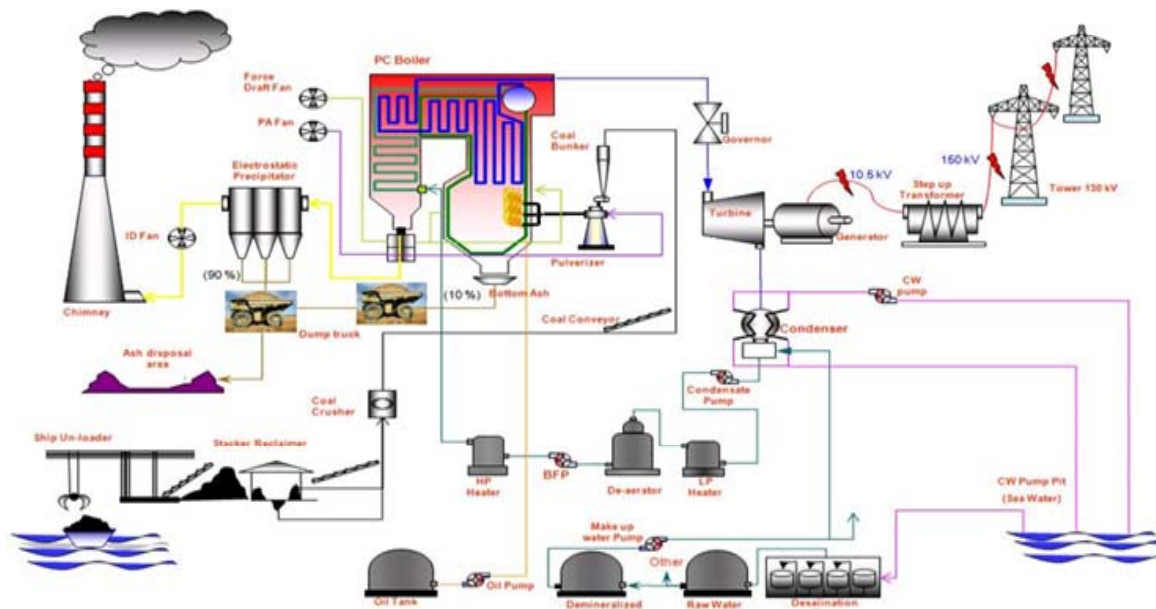 PC Boiler
Force
Draft Fan
PA Fan
Coal
Bunker
Governor
Electrostatic
Precipitator
10.5 kV
150 kV
Step up
Transformer
Tower 130 kV
Turbine
Generator
ID Fan
Pulverizer
(90 %)
(10 %)
Bottom Ash
CW
pump
Chimney
Dump truck
Coal Conveyor
Condenser
Ash disposal
area
Condensate
Pump
Coal
Crusher
Ship Un-loader
Stacker Reclaimer
HP
Heater
BFP
De-aerator
LP
Heater
CW Pump Pit
(Sea Water)
Make up
water Pump
Other
Oil Tank
Oil Pump
Demineralized
Raw Water
Desalination